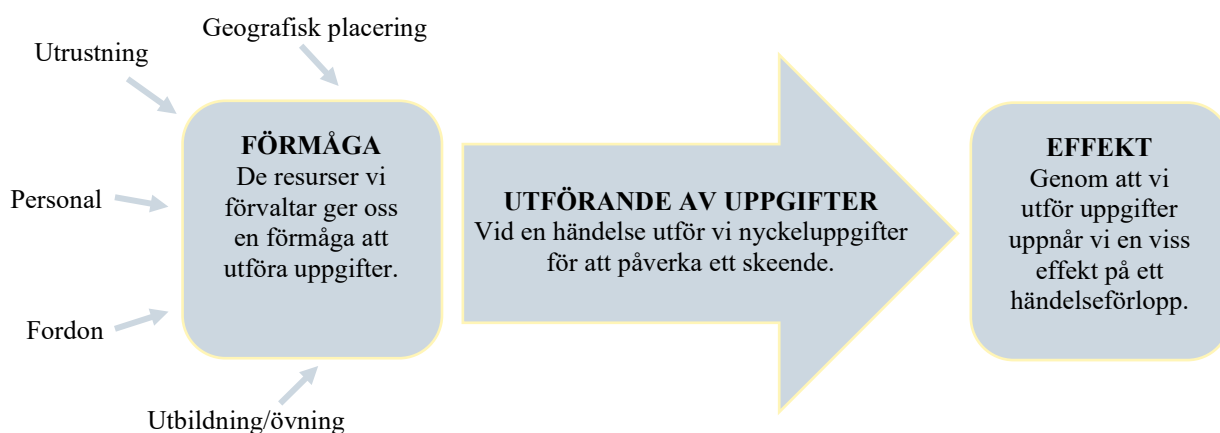 Geografisk placering
Utrustning
Personal
Fordon
Utbildning/övning
FÖRMÅGA
De resurser vi
förvaltar ger oss
en förmåga att
utföra uppgifter.
UTFÖRANDE AV UPPGIFTER
Vid en händelse utför vi nyckeluppgifter
för att påverka ett skeende.
EFFEKT
Genom att vi
utför uppgifter
uppnår vi en viss
effekt på ett
händelseförlopp.